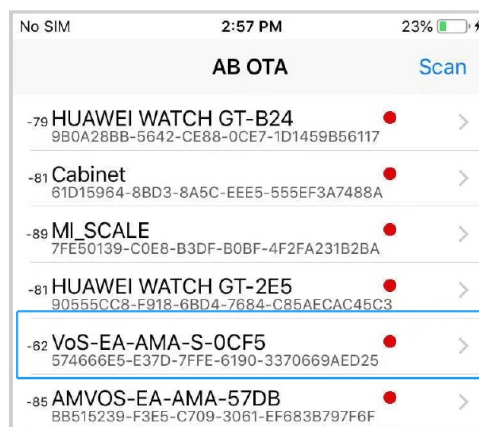 No SIM 2:57 PM 23%
AB OTA Scan
-79 HUAWEI WATCH GT-B24
9B0A28BB-5642-CE88-0CE7-1D1459B56117
-81 Cabinet
61D15964-8BD3-8A5C-EEE5-555EF3A7488A
-89 MI_SCALE
7FE50139-C0E8-B3DF-B0BF-4F2FA231B2BA
-81 HUAWEI WATCH GT-2E5
90555CC8-F918-6BD4-7684-C85AECAC45C3
-62 VoS-EA-AMA-S-0CF5
574666E5-E37D-7FFE-6190-3370669AED25
-85 AMVOS-EA-AMA-57DB
BB515239-F3E5-C709-3061-EF683B797F6F